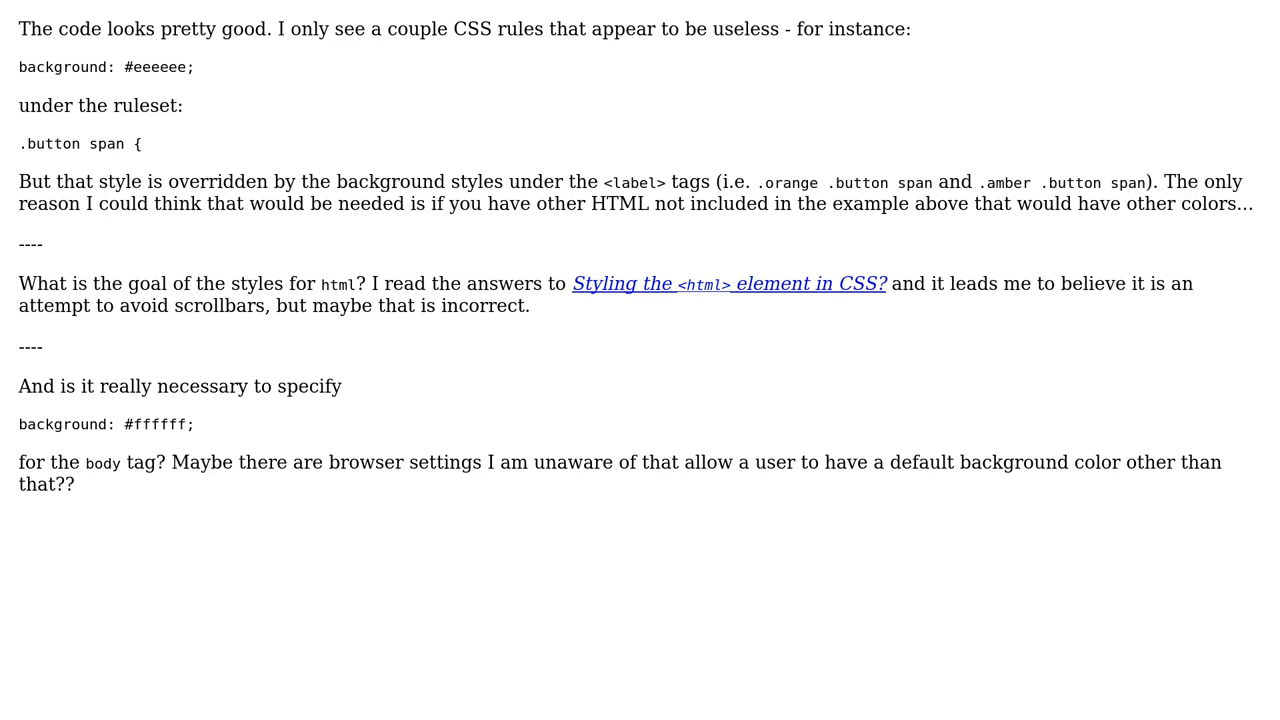 The code looks pretty good. I only see a couple CSS rules that appear to be useless - for instance:
background: #eeeeee;
under the ruleset:
.button span {
But that style is overridden by the background styles under the <label> tags (i.e. .orange .button span and .amber .button span). The only
reason I could think that would be needed is if you have other HTML not included in the example above that would have other colors...
----
What is the goal of the styles for html? I read the answers to Styling the <html> element in CSS? and it leads me to believe it is an
attempt to avoid scrollbars, but maybe that is incorrect.
----
And is it really necessary to specify
background: #ffffff;
for the body tag? Maybe there are browser settings I am unaware of that allow a user to have a default background color other than
that??